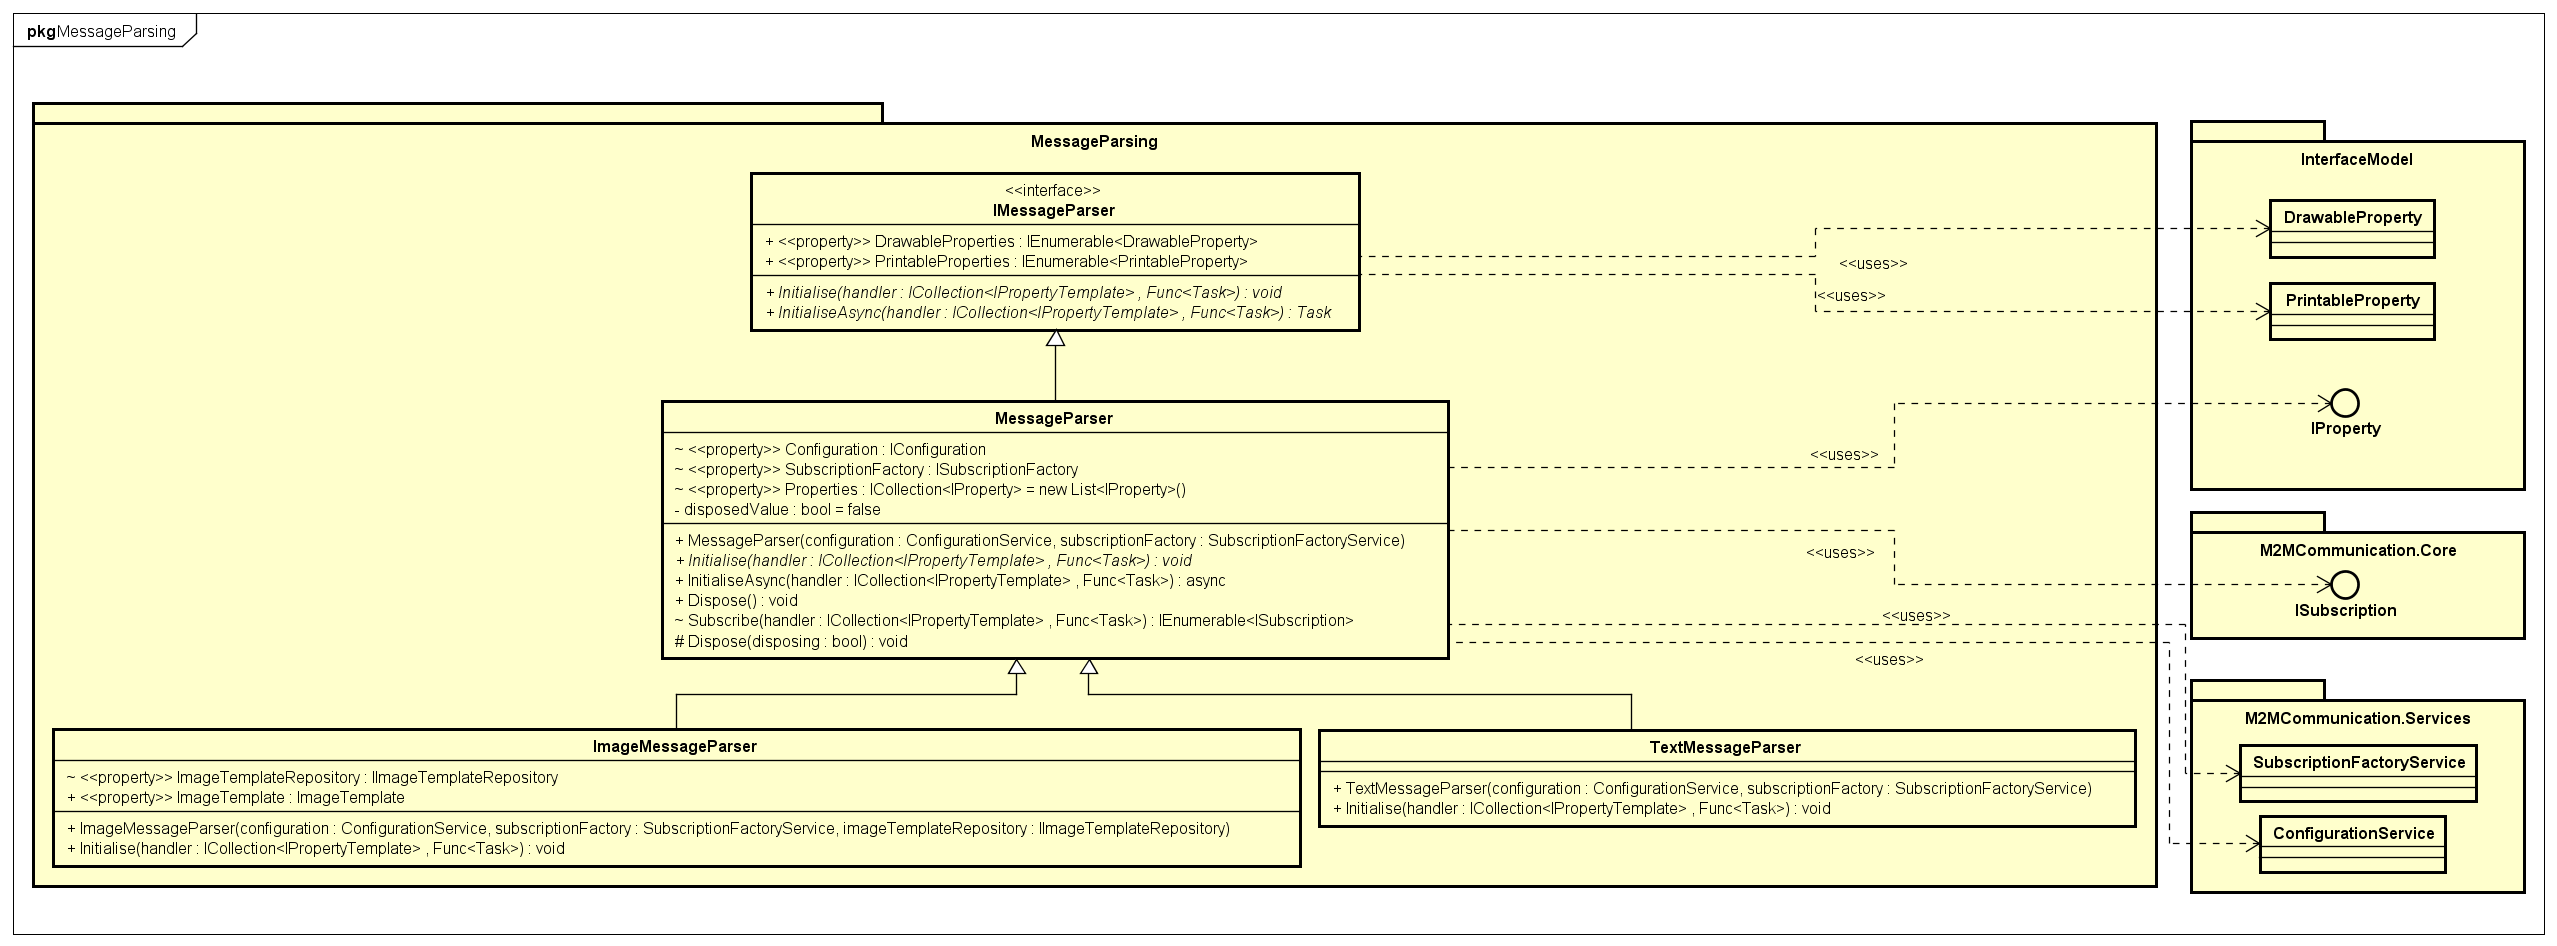 pkg MessageParsing
MessageParsing
<<interface>>
IMessageParser
+ <<property>> DrawableProperties : IEnumerable<DrawableProperty>
+ <<property>> PrintableProperties : IEnumerable<PrintableProperty>
+ Initialise(handler : ICollection<IPropertyTemplate> , Func<Task>) : void
+ InitialiseAsync(handler : ICollection<IPropertyTemplate> , Func<Task>) : Task
MessageParser
~ <<property>> Configuration : IConfiguration
~ <<property>> SubscriptionFactory : ISubscriptionFactory
~ <<property>> Properties : ICollection<IProperty> = new List<IProperty>()
- disposedValue : bool = false
+ MessageParser(configuration : ConfigurationService, subscriptionFactory : SubscriptionFactoryService)
+ Initialise(handler : ICollection<IPropertyTemplate> , Func<Task>) : void
+ InitialiseAsync(handler : ICollection<IPropertyTemplate> , Func<Task>) : async
+ Dispose() : void
~ Subscribe(handler : ICollection<IPropertyTemplate> , Func<Task>) : IEnumerable<ISubscription>
# Dispose(disposing : bool) : void
ImageMessageParser
~ <<property>> ImageTemplateRepository : IImageTemplateRepository
+ <<property>> ImageTemplate : ImageTemplate
+ ImageMessageParser(configuration : ConfigurationService, subscriptionFactory : SubscriptionFactoryService, imageTemplateRepository : IImageTemplateRepository)
+ Initialise(handler : ICollection<IPropertyTemplate> , Func<Task>) : void
TextMessageParser
+ TextMessageParser(configuration : ConfigurationService, subscriptionFactory : SubscriptionFactoryService)
+ Initialise(handler : ICollection<IPropertyTemplate> , Func<Task>) : void
<<uses>>
<<uses>>
<<uses>>
<<uses>>
<<uses>>
<<uses>>
InterfaceModel
DrawableProperty
PrintableProperty
IProperty
M2MCommunication.Core
ISubscription
M2MCommunication.Services
SubscriptionFactoryService
ConfigurationService